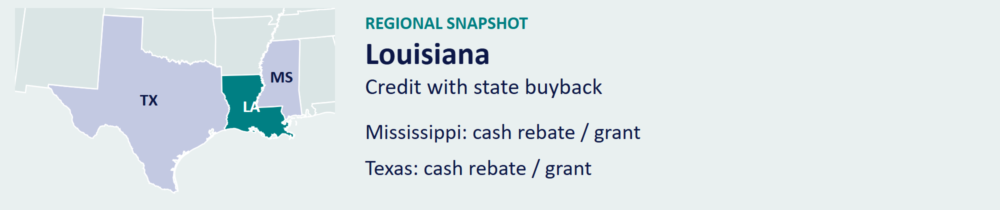 TX
LA
MS
REGIONAL SNAPSHOT
Louisiana
Credit with state buyback
Mississippi: cash rebate / grant
Texas: cash rebate / grant